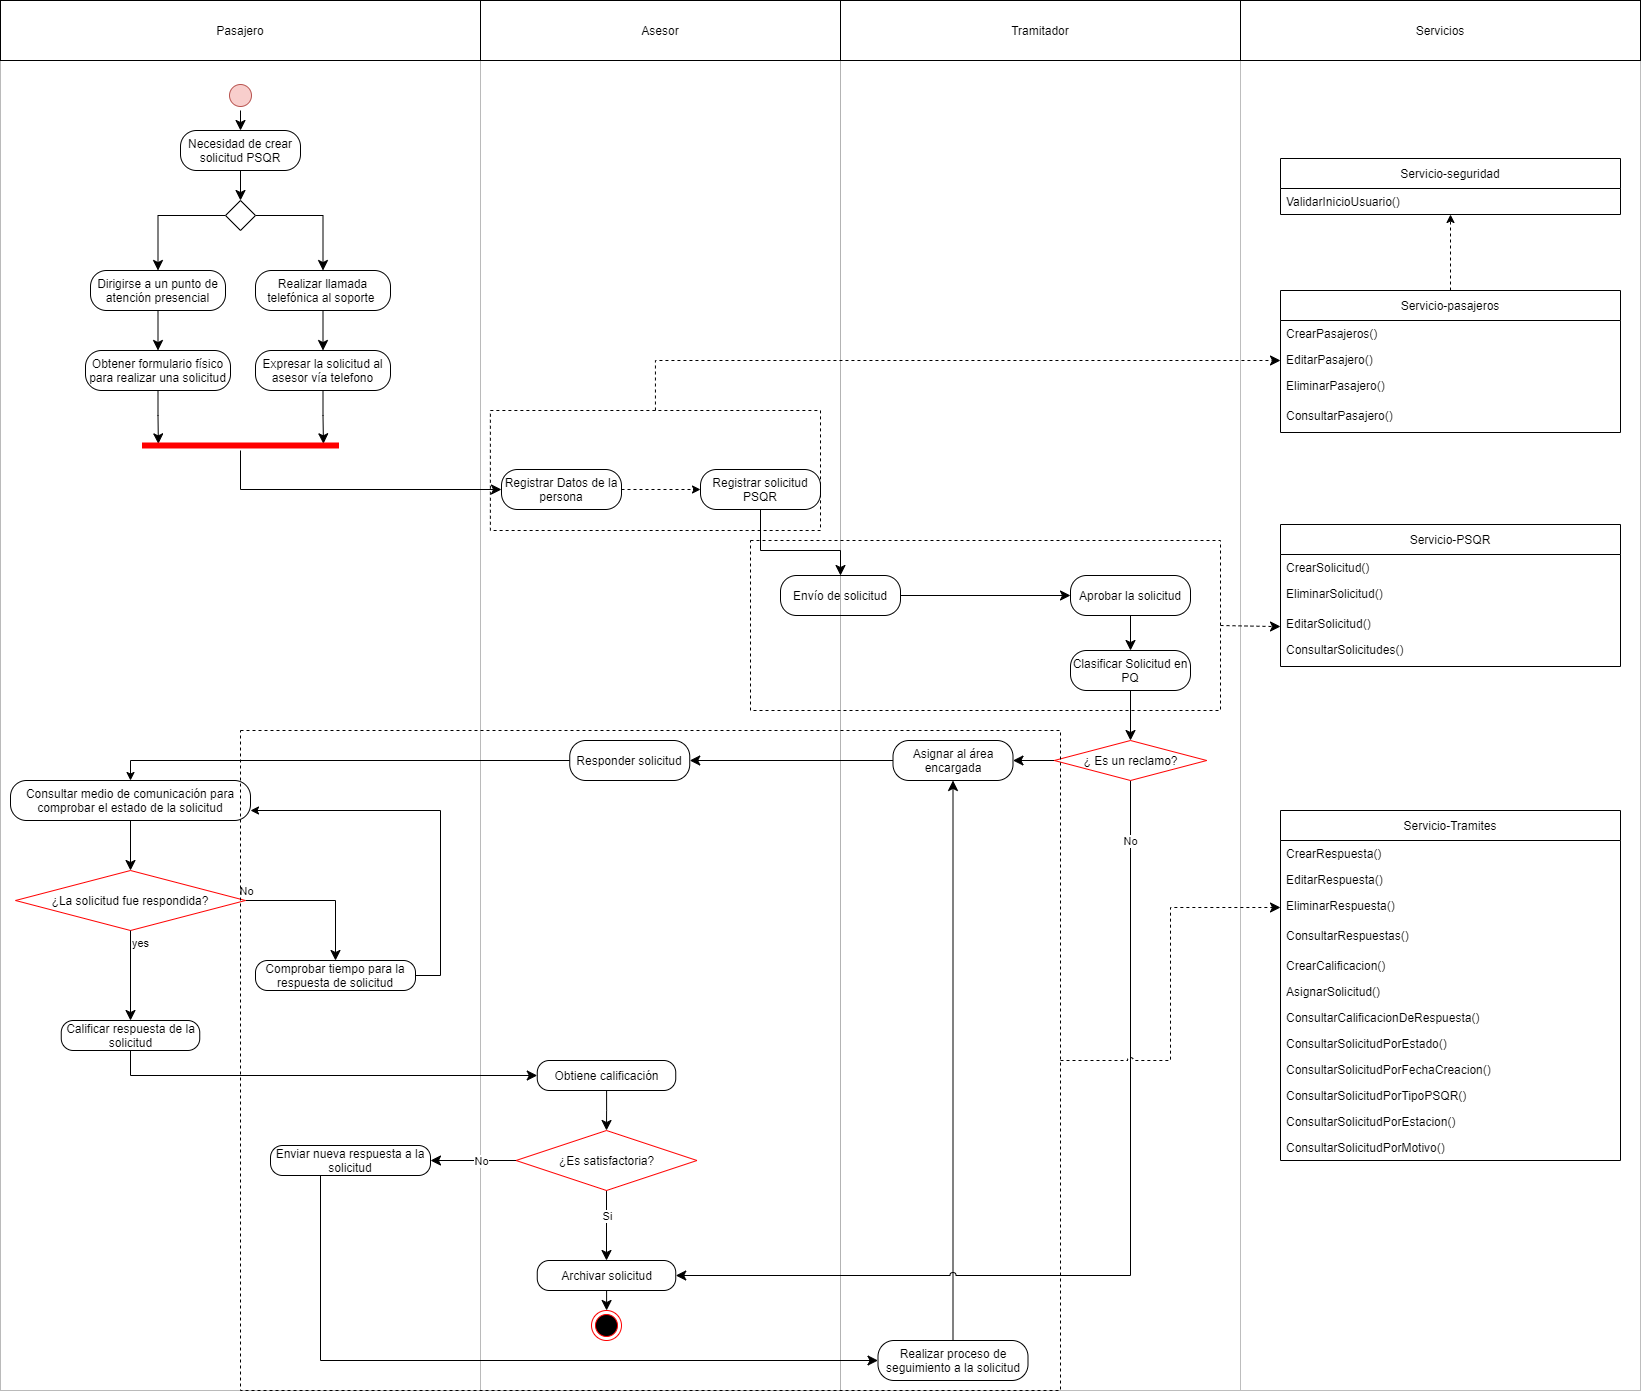 Pasajero
Asesor
Tramitador
Servicios
Necesidad de crear
solicitud PSQR
Dirigirse a un punto de
atención presencial
Realizar llamada
telefónica al soporte
Obtener formulario físico
para realizar una solicitud
Expresar la solicitud al
asesor vía telefono
Registrar Datos de la
persona
Registrar solicitud
PSQR
Envío de solicitud
Aprobar la solicitud
Clasificar Solicitud en
PQ
¿ Es un reclamo?
No
Asignar al área
encargada
Responder solicitud
Consultar medio de comunicación para
comprobar el estado de la solicitud
¿La solicitud fue respondida?
No
yes
Comprobar tiempo para la
respuesta de solicitud
Calificar respuesta de la
solicitud
Obtiene calificación
¿Es satisfactoria?
No
Si
Enviar nueva respuesta a la
solicitud
Archivar solicitud
Realizar proceso de
seguimiento a la solicitud
Servicio-seguridad
ValidarInicioUsuario()
Servicio-pasajeros
CrearPasajeros()
EditarPasajero()
EliminarPasajero()
ConsultarPasajero()
Servicio-PSQR
CrearSolicitud()
EliminarSolicitud()
EditarSolicitud()
ConsultarSolicitudes()
Servicio-Tramites
CrearRespuesta()
EditarRespuesta()
EliminarRespuesta()
ConsultarRespuestas()
CrearCalificacion()
AsignarSolicitud()
ConsultarCalificacionDeRespuesta()
ConsultarSolicitudPorEstado()
ConsultarSolicitudPorFechaCreacion()
ConsultarSolicitudPorTipoPSQR()
ConsultarSolicitudPorEstacion()
ConsultarSolicitudPorMotivo()